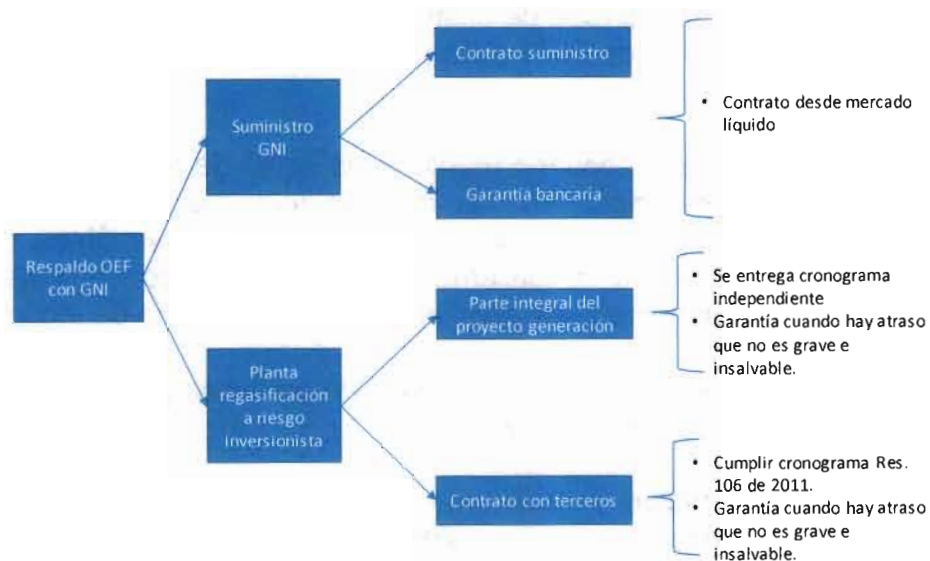 Respaldo OEF
con GNI
Suministro
GNI
Contrato suministro
Garantía bancaria
• Contrato desde mercado
líquido
Planta
regasificación
a riesgo
inversionista
Parte integral del
proyecto generación
• Se entrega cronograma
independiente
• Garantía cuando hay atraso
que no es grave e
insalvable.
Contrato con terceros
• Cumplir cronograma Res.
106 de 2011.
• Garantía cuando hay atraso
que no es grave e
insalvable.